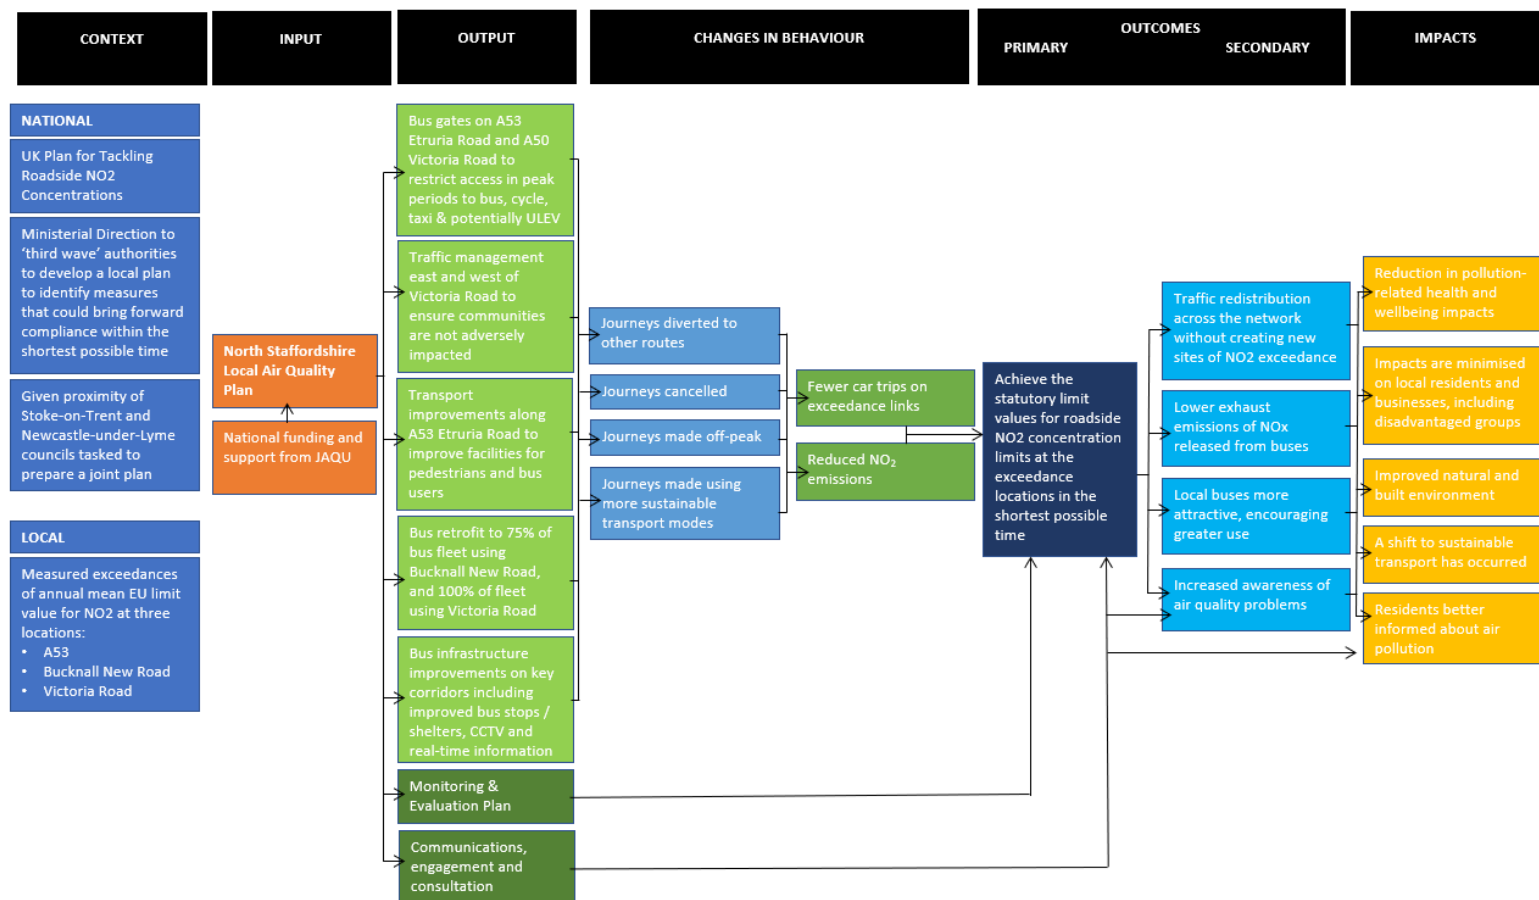 CONTEXT
INPUT
OUTPUT
CHANGES IN BEHAVIOUR
OUTCOMES
PRIMARY
SECONDARY
IMPACTS
NATIONAL
UK Plan for Tackling
Roadside NO2
Concentrations
Ministerial Direction to
‘third wave’ authorities
to develop a local plan
to identify measures
that could bring forward
compliance within the
shortest possible time
Given proximity of
Stoke-on-Trent and
Newcastle-under-Lyme
councils tasked to
prepare a joint plan
LOCAL
Measured exceedances
of annual mean EU limit
value for NO2 at three
locations:
• A53
• Bucknall New Road
• Victoria Road
North Staffordshire
Local Air Quality
Plan
National funding and
support from JAQU
Bus gates on A53
Etruria Road and A50
Victoria Road to
restrict access in peak
periods to bus, cycle,
taxi & potentially ULEV
Traffic management
east and west of
Victoria Road to
ensure communities
are not adversely
impacted
Transport
improvements along
A53 Etruria Road to
improve facilities for
pedestrians and bus
users
Bus retrofit to 75% of
bus fleet using
Bucknall New Road,
and 100% of fleet
using Victoria Road
Bus infrastructure
improvements on key
corridors including
improved bus stops /
shelters, CCTV and
real-time information
Monitoring &
Evaluation Plan
Communications,
engagement and
consultation
Journeys diverted to
other routes
Journeys cancelled
Journeys made off-peak
Journeys made using
more sustainable
transport modes
Fewer car trips on
exceedance links
Reduced NO₂
emissions
Achieve the
statutory limit
values for roadside
NO2 concentration
limits at the
exceedance
locations in the
shortest possible
time
Traffic redistribution
across the network
without creating new
sites of NO2 exceedance
Lower exhaust
emissions of NOx
released from buses
Local buses more
attractive, encouraging
greater use
Increased awareness of
air quality problems
Reduction in pollution-
related health and
wellbeing impacts
Impacts are minimised
on local residents and
businesses, including
disadvantaged groups
Improved natural and
built environment
A shift to sustainable
transport has occurred
Residents better
informed about air
pollution